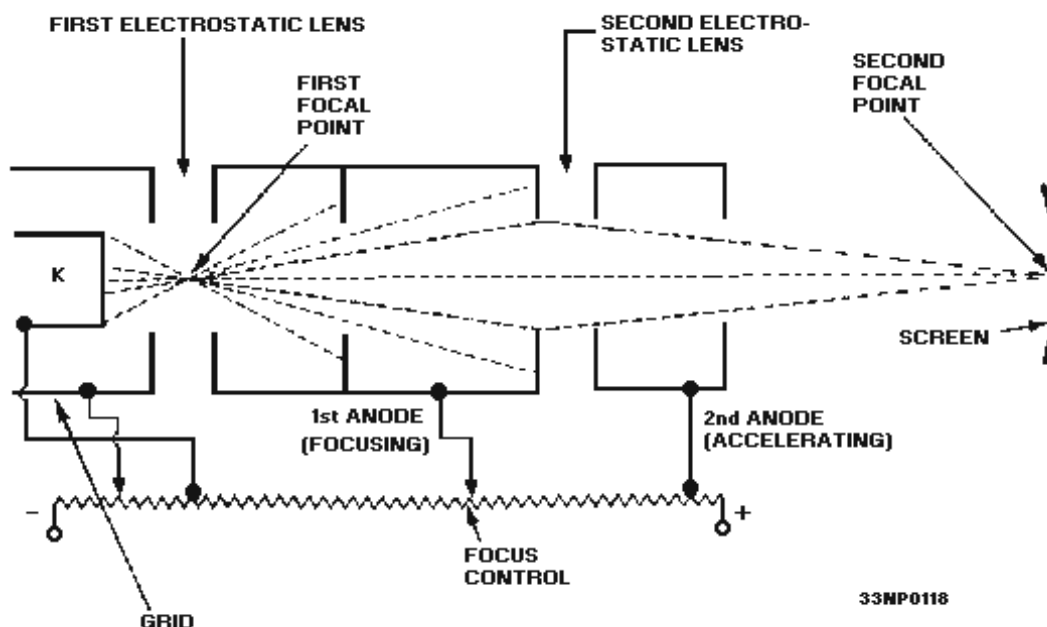 FIRST ELECTROSTATIC LENS
SECOND ELECTRO-
STATIC LENS
FIRST
FOCAL
POINT
SECOND
FOCAL
POINT
K
SCREEN
1st ANODE
(FOCUSING)
2nd ANODE
(ACCELERATING)
-
+
FOCUS
CONTROL
GRID
33NP0118